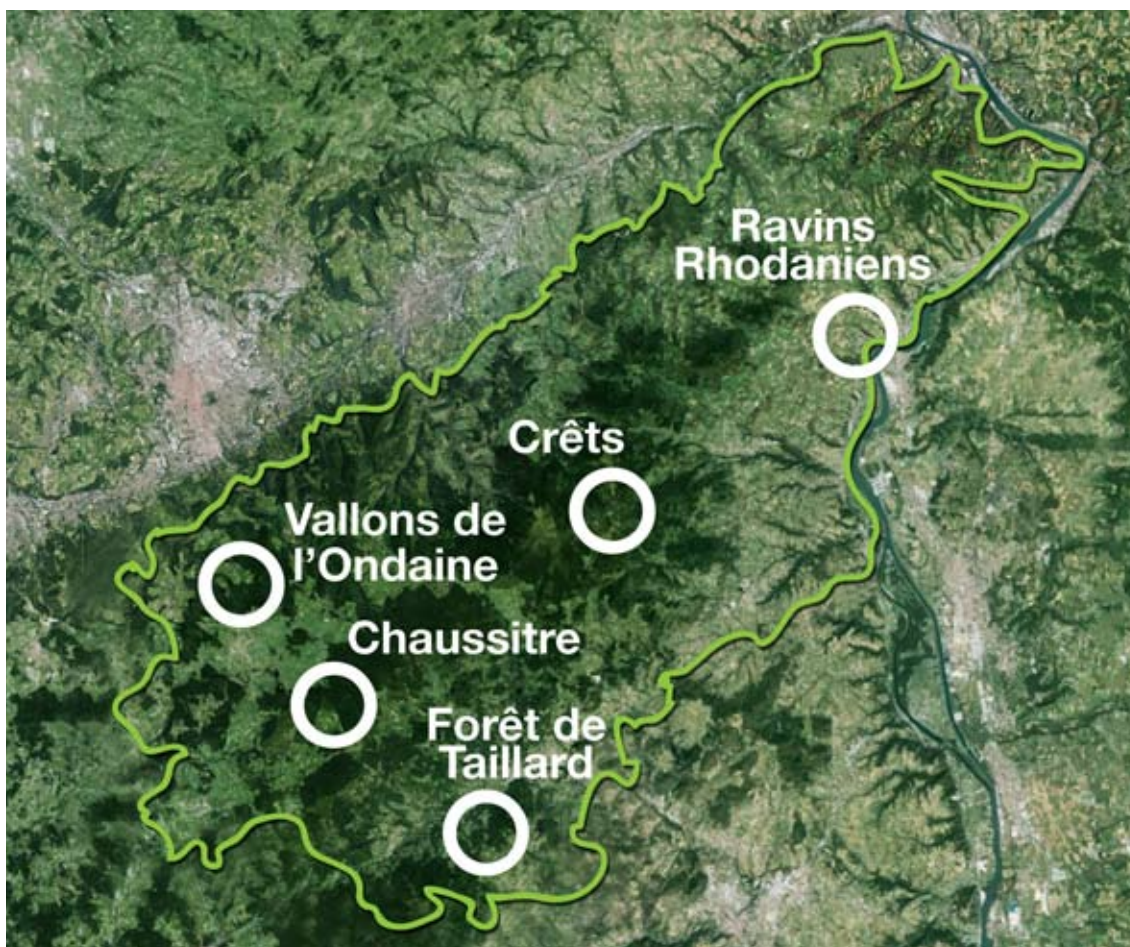 Ravins
Rhodaniens
Crêts
Vallons de
l'Ondaine
Chaussitre
Forêt de
Taillard